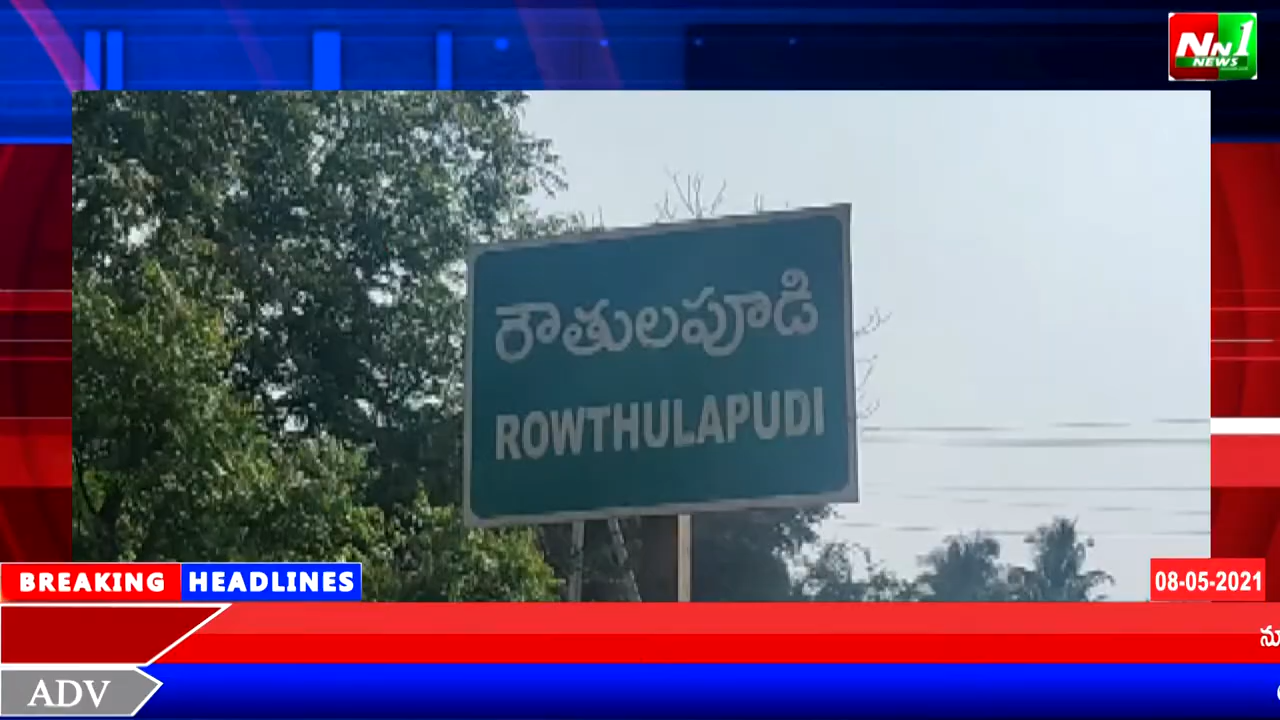 NN1
NEWS
రౌతులపూడి
ROWTHULAPUDI
BREAKING HEADLINES
08-05-2021
ADV